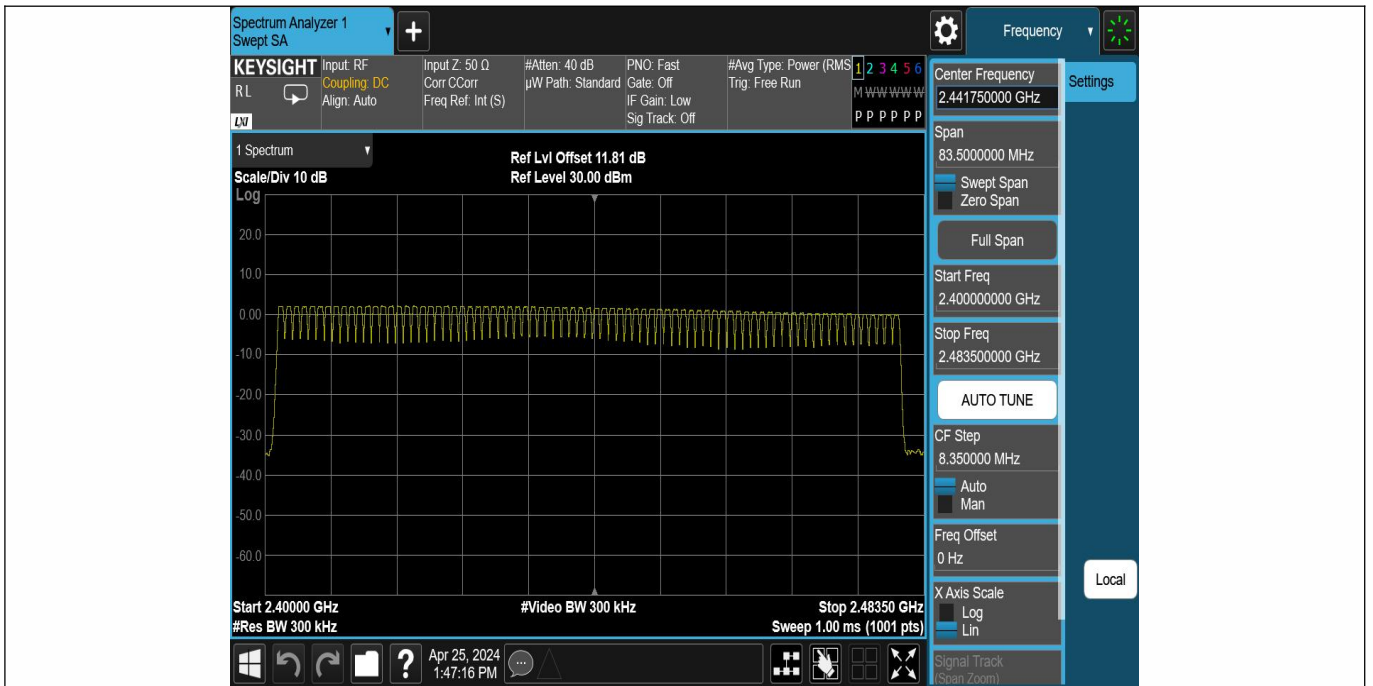 Spectrum Analyzer 1
Swept SA
+
Frequency
KEYSIGHT
RL
LXI
Input: RF
Coupling: DC
Align: Auto
Input Z: 50 Ω
Corr CCorr
Freq Ref: Int (S)
#Atten: 40 dB
µW Path: Standard
PNO: Fast
Gate: Off
IF Gain: Low
Sig Track: Off
#Avg Type: Power (RMS
Trig: Free Run
1 2 3 4 5 6
M W W W W W
P P P P P P
Center Frequency
2.441750000 GHz
Settings
Span
83.5000000 MHz
Swept Span
Zero Span
Full Span
Start Freq
2.400000000 GHz
Stop Freq
2.483500000 GHz
AUTO TUNE
CF Step
8.350000 MHz
Auto
Man
Freq Offset
0 Hz
X Axis Scale
Log
Lin
Signal Track
(Span Zoom)
Local
1 Spectrum
Scale/Div 10 dB
Ref Lvl Offset 11.81 dB
Ref Level 30.00 dBm
Log
20.0
10.0
0.00
-10.0
-20.0
-30.0
-40.0
-50.0
-60.0
Start 2.40000 GHz
#Video BW 300 kHz
Stop 2.48350 GHz
#Res BW 300 kHz
Sweep 1.00 ms (1001 pts)
?
Apr 25, 2024
1:47:16 PM